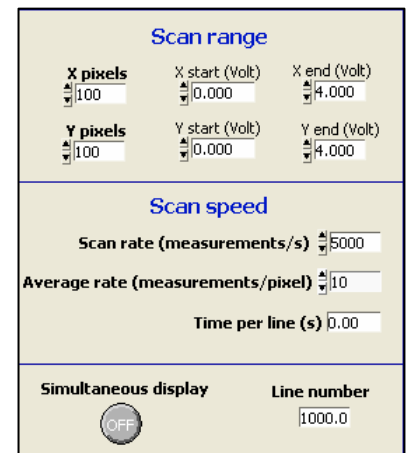 Scan range
X pixels X start (Volt) X end (Volt)
100 0.000 4.000
Y pixels Y start (Volt) Y end (Volt)
100 0.000 4.000
Scan speed
Scan rate (measurements/s) 5000
Average rate (measurements/pixel) 10
Time per line (s) 0.00
Simultaneous display Line number
OFF 1000.0